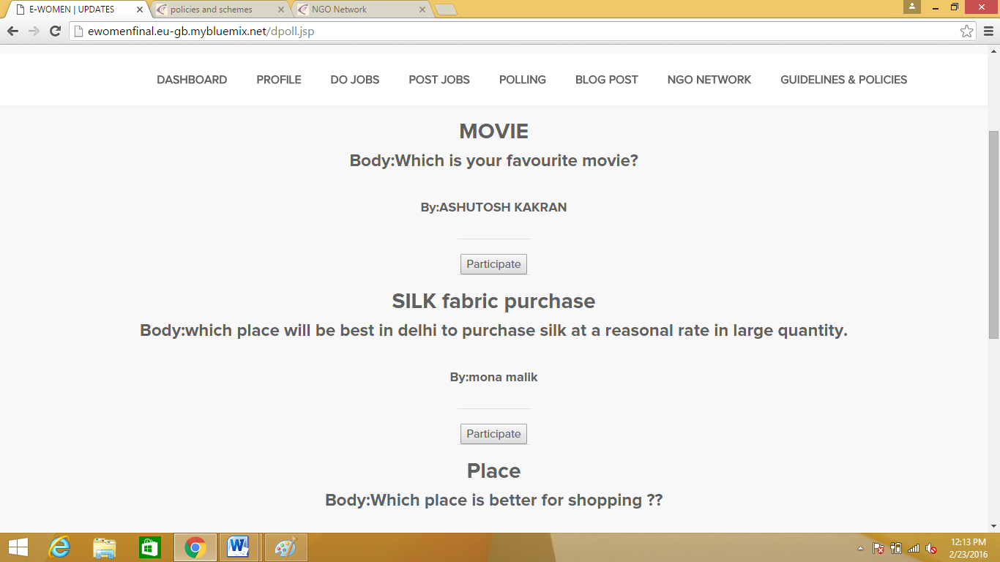 E-WOMEN | UPDATES
policies and schemes
NGO Network
ewomenfinal.eu-gb.mybluemix.net/dpoll.jsp
DASHBOARD PROFILE DO JOBS POST JOBS POLLING BLOG POST NGO NETWORK GUIDELINES & POLICIES
MOVIE
Body:Which is your favourite movie?
By:ASHUTOSH KAKRAN
Participate
SILK fabric purchase
Body:which place will be best in delhi to purchase silk at a reasonal rate in large quantity.
By:mona malik
Participate
Place
Body:Which place is better for shopping ??
12:13 PM
2/23/2016